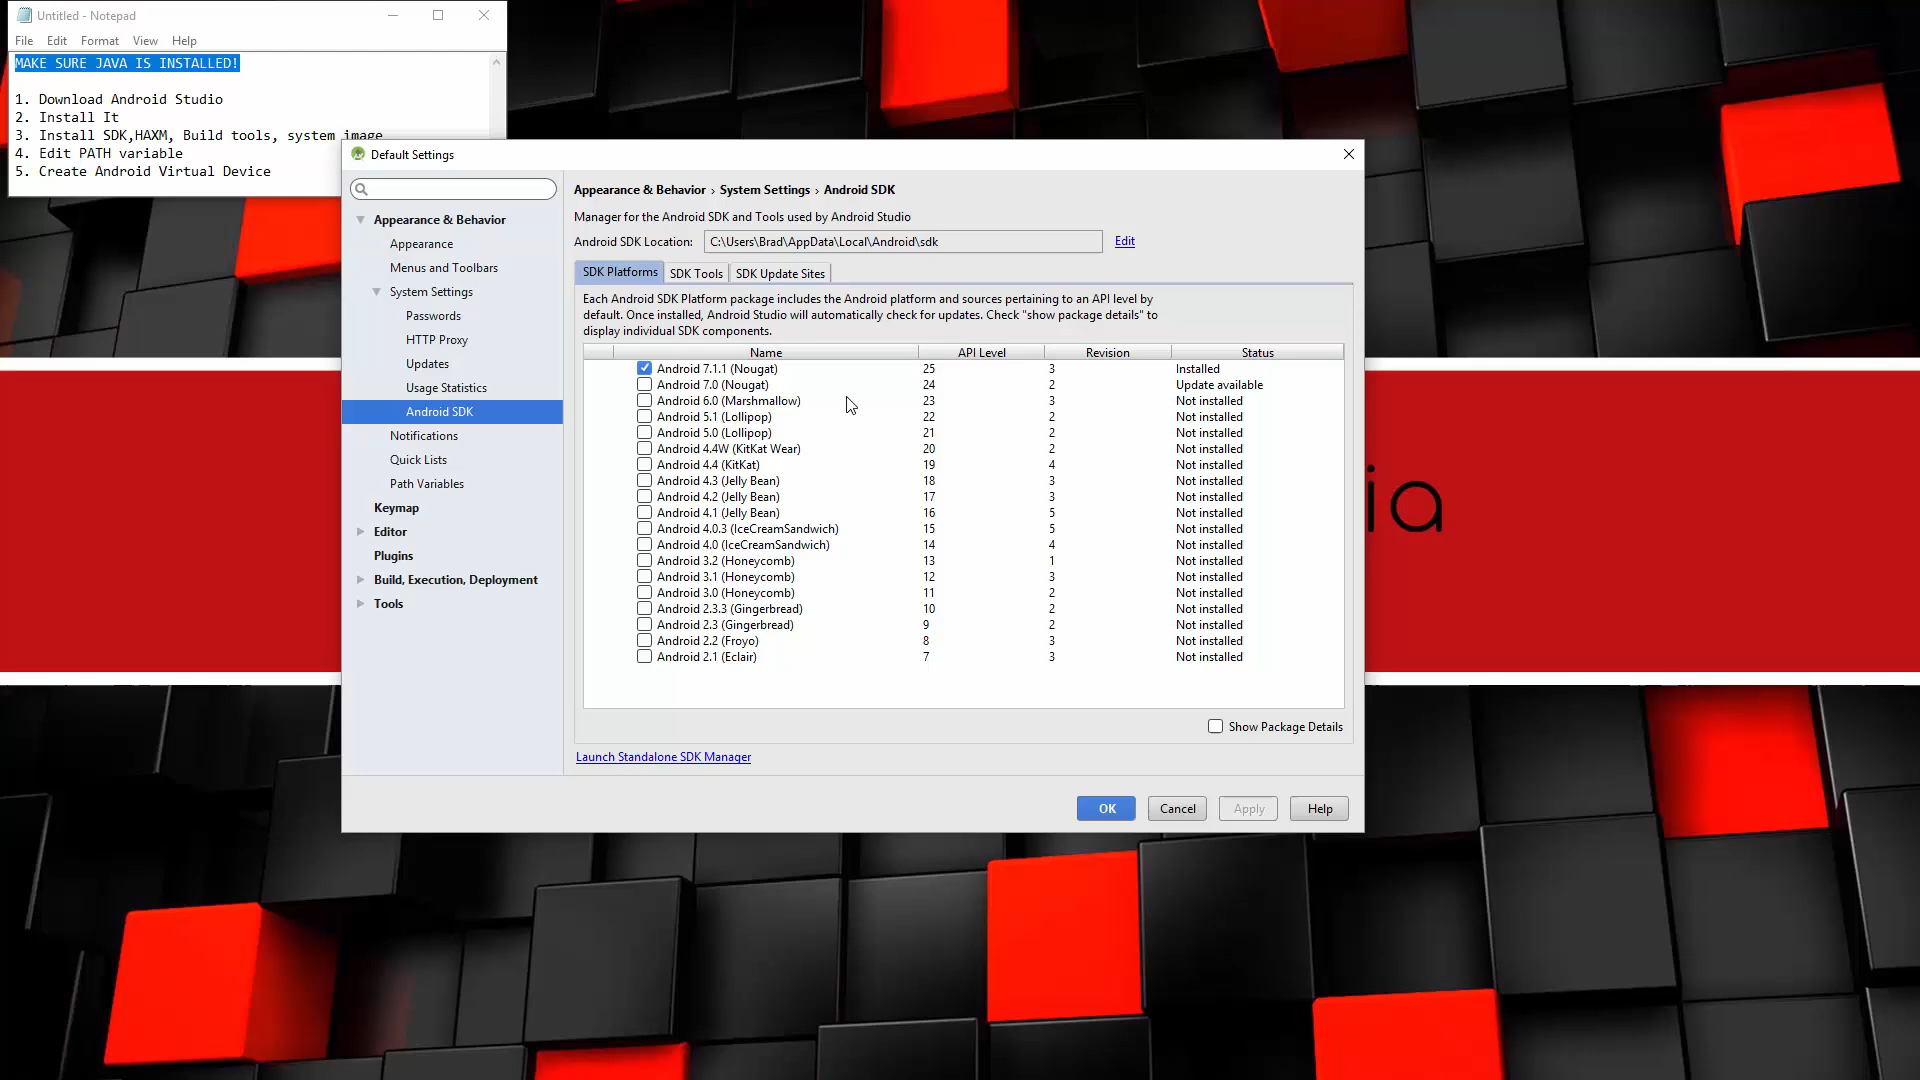 Untitled - Notepad
File Edit Format View Help
MAKE SURE JAVA IS INSTALLED!
1. Download Android Studio
2. Install It
3. Install SDK,HAXM, Build tools, system image
4. Edit PATH variable
5. Create Android Virtual Device
Default Settings
Appearance & Behavior
Appearance
Menus and Toolbars
System Settings
Passwords
HTTP Proxy
Updates
Usage Statistics
Android SDK
Notifications
Quick Lists
Path Variables
Keymap
Editor
Plugins
Build, Execution, Deployment
Tools
Appearance & Behavior › System Settings › Android SDK
Manager for the Android SDK and Tools used by Android Studio
Android SDK Location: C:\Users\Brad\AppData\Local\Android\sdk Edit
SDK Platforms SDK Tools SDK Update Sites
Each Android SDK Platform package includes the Android platform and sources pertaining to an API level by
default. Once installed, Android Studio will automatically check for updates. Check "show package details" to
display individual SDK components.
Name API Level Revision Status
Android 7.1.1 (Nougat) 25 3 Installed
Android 7.0 (Nougat) 24 2 Update available
Android 6.0 (Marshmallow) 23 3 Not installed
Android 5.1 (Lollipop) 22 2 Not installed
Android 5.0 (Lollipop) 21 2 Not installed
Android 4.4W (KitKat Wear) 20 2 Not installed
Android 4.4 (KitKat) 19 4 Not installed
Android 4.3 (Jelly Bean) 18 3 Not installed
Android 4.2 (Jelly Bean) 17 3 Not installed
Android 4.1 (Jelly Bean) 16 5 Not installed
Android 4.0.3 (IceCreamSandwich) 15 5 Not installed
Android 4.0 (IceCreamSandwich) 14 4 Not installed
Android 3.2 (Honeycomb) 13 1 Not installed
Android 3.1 (Honeycomb) 12 3 Not installed
Android 3.0 (Honeycomb) 11 2 Not installed
Android 2.3.3 (Gingerbread) 10 2 Not installed
Android 2.3 (Gingerbread) 9 2 Not installed
Android 2.2 (Froyo) 8 3 Not installed
Android 2.1 (Eclair) 7 3 Not installed
Show Package Details
Launch Standalone SDK Manager
OK Cancel Apply Help
ia